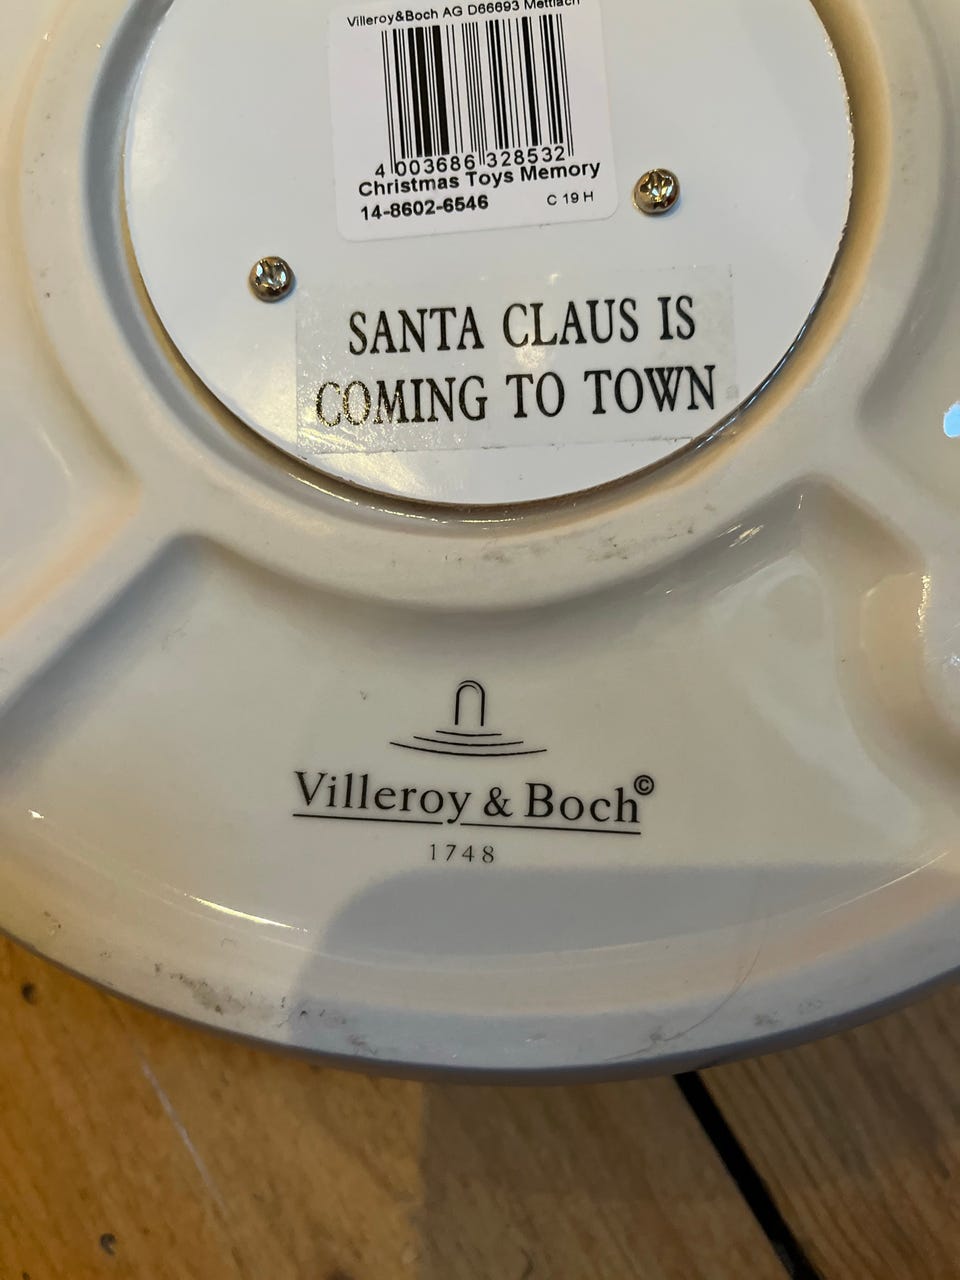 Villeroy&Boch AG D66693 Mettlach
4 003686 328532
Christmas Toys Memory
14-8602-6546 C 19 H
SANTA CLAUS IS
COMING TO TOWN
Villeroy & Boch©
1748